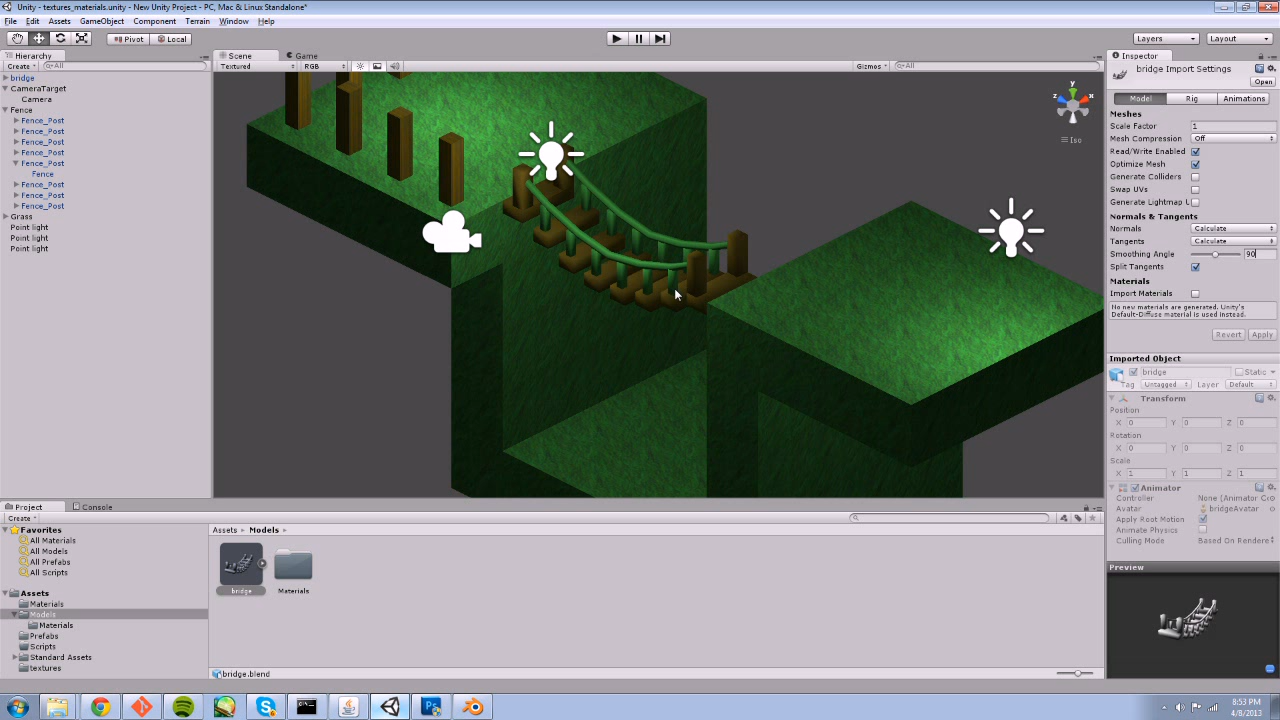 Unity - textures_materials.unity - New Unity Project - PC, Mac & Linux Standalone*
File Edit Assets GameObject Component Terrain Window Help
Pivot Local
Layers Layout
Hierarchy
Create All
bridge
CameraTarget
Camera
Fence
Fence_Post
Fence_Post
Fence_Post
Fence_Post
Fence_Post
Fence
Fence_Post
Fence_Post
Fence_Post
Grass
Point light
Point light
Point light
Scene Game
Textured RGB Gizmos All
y
z x
Iso
Inspector
bridge Import Settings
Open
Model Rig Animations
Meshes
Scale Factor 1
Mesh Compression Off
Read/Write Enabled
Optimize Mesh
Generate Colliders
Swap UVs
Generate Lightmap U
Normals & Tangents
Normals Calculate
Tangents Calculate
Smoothing Angle 90
Split Tangents
Materials
Import Materials
No new materials are generated. Unity's
Default-Diffuse material is used instead.
Revert Apply
Imported Object
bridge Static
Tag Untagged Layer Default
Transform
Position
X 0 Y 0 Z 0
Rotation
X 0 Y 0 Z 0
Scale
X 1 Y 1 Z 1
Animator
Controller None (Animator Co
Avatar bridgeAvatar
Apply Root Motion
Animate Physics
Culling Mode Based On Rendere
Preview
Project Console
Create
Favorites
All Materials
All Models
All Prefabs
All Scripts
Assets
Materials
Models
Materials
Prefabs
Scripts
Standard Assets
textures
Assets Models
bridge Materials
bridge.blend
8:53 PM
4/8/2013